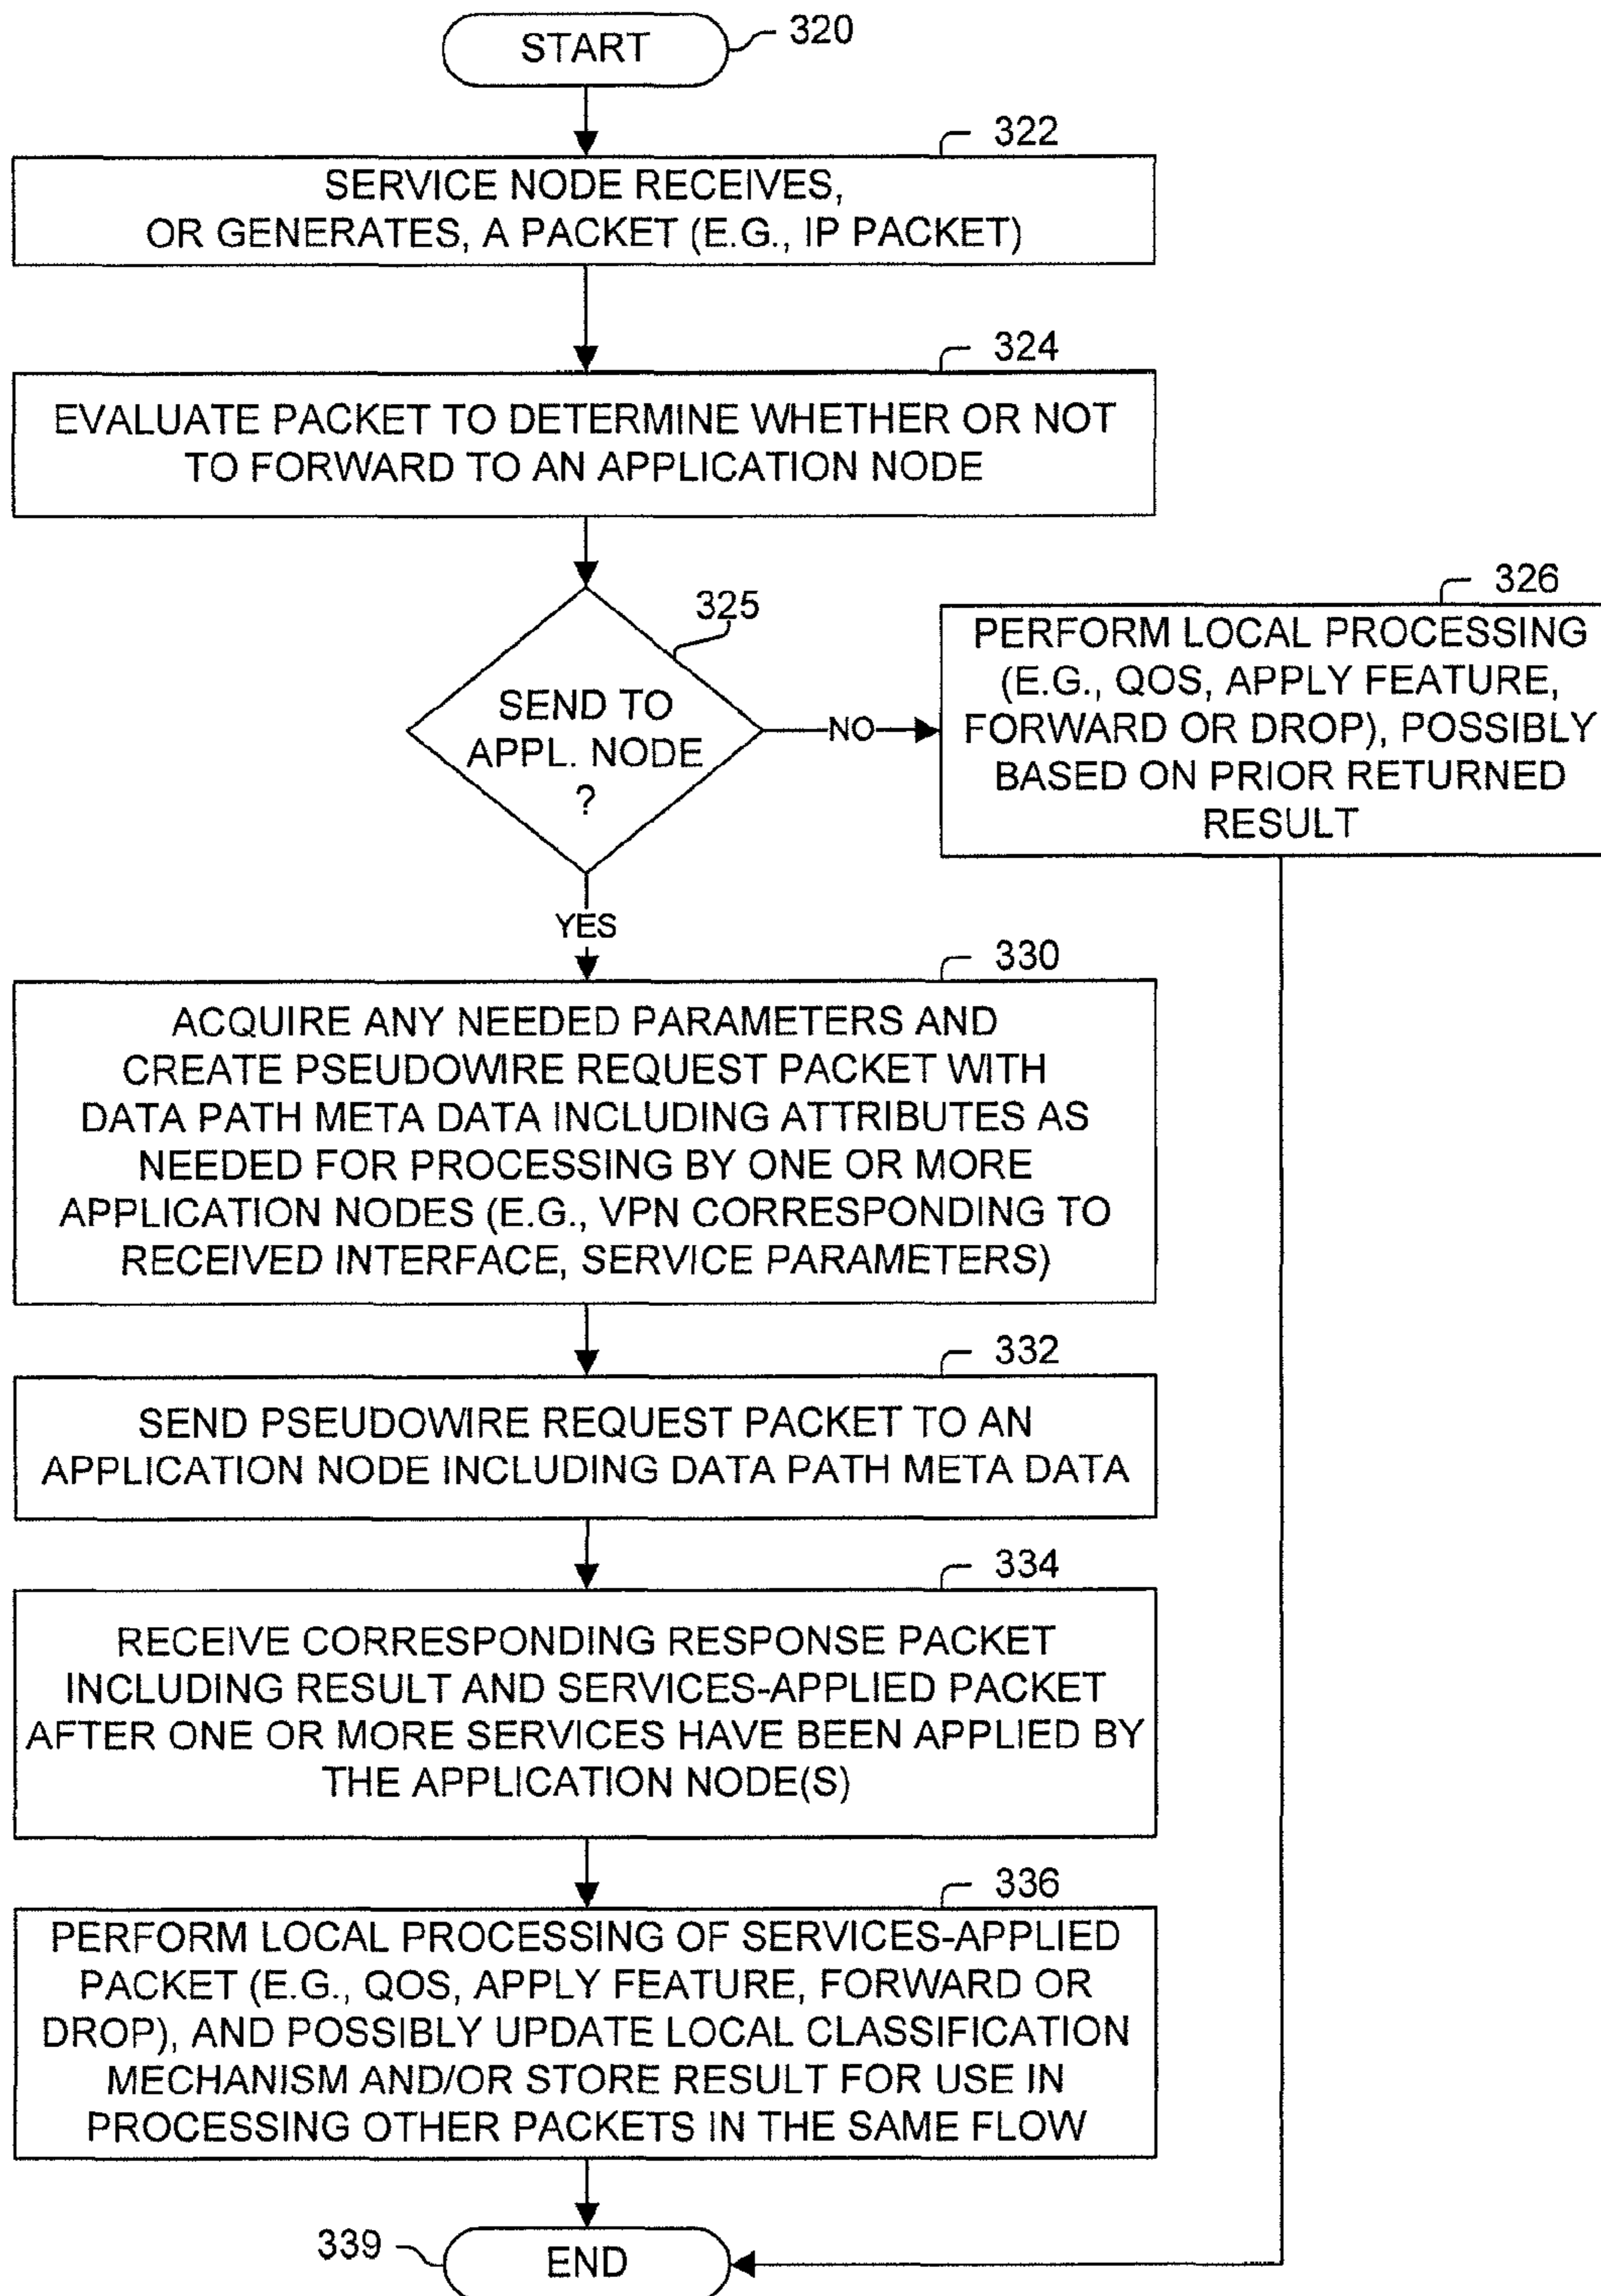 START
320
322
SERVICE NODE RECEIVES,
OR GENERATES, A PACKET (E.G., IP PACKET)
324
EVALUATE PACKET TO DETERMINE WHETHER OR NOT
TO FORWARD TO AN APPLICATION NODE
325
SEND TO
APPL. NODE
?
NO
326
PERFORM LOCAL PROCESSING
(E.G., QOS, APPLY FEATURE,
FORWARD OR DROP), POSSIBLY
BASED ON PRIOR RETURNED
RESULT
YES
330
ACQUIRE ANY NEEDED PARAMETERS AND
CREATE PSEUDOWIRE REQUEST PACKET WITH
DATA PATH META DATA INCLUDING ATTRIBUTES AS
NEEDED FOR PROCESSING BY ONE OR MORE
APPLICATION NODES (E.G., VPN CORRESPONDING TO
RECEIVED INTERFACE, SERVICE PARAMETERS)
332
SEND PSEUDOWIRE REQUEST PACKET TO AN
APPLICATION NODE INCLUDING DATA PATH META DATA
334
RECEIVE CORRESPONDING RESPONSE PACKET
INCLUDING RESULT AND SERVICES-APPLIED PACKET
AFTER ONE OR MORE SERVICES HAVE BEEN APPLIED BY
THE APPLICATION NODE(S)
336
PERFORM LOCAL PROCESSING OF SERVICES-APPLIED
PACKET (E.G., QOS, APPLY FEATURE, FORWARD OR
DROP), AND POSSIBLY UPDATE LOCAL CLASSIFICATION
MECHANISM AND/OR STORE RESULT FOR USE IN
PROCESSING OTHER PACKETS IN THE SAME FLOW
339
END